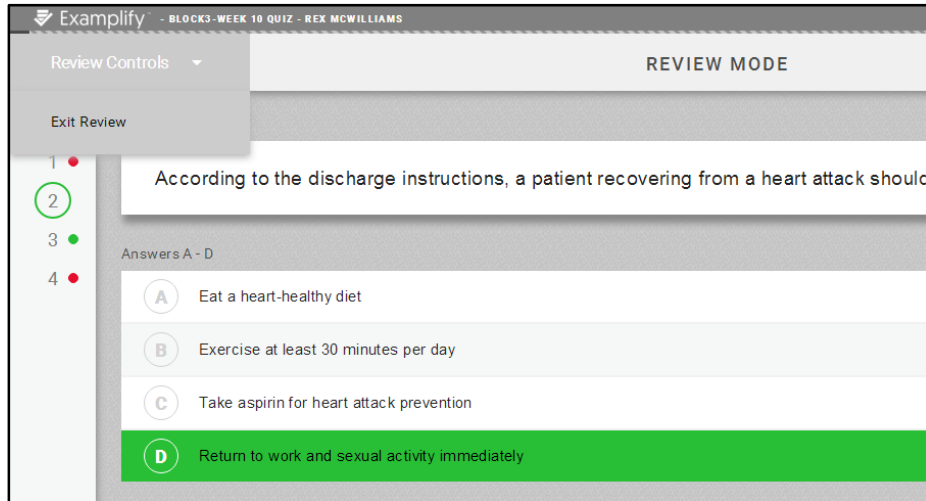 Examplify - BLOCK3-WEEK 10 QUIZ - REX MCWILLIAMS
Review Controls
REVIEW MODE
Exit Review
1
2
3
4
According to the discharge instructions, a patient recovering from a heart attack should
Answers A - D
A Eat a heart-healthy diet
B Exercise at least 30 minutes per day
C Take aspirin for heart attack prevention
D Return to work and sexual activity immediately